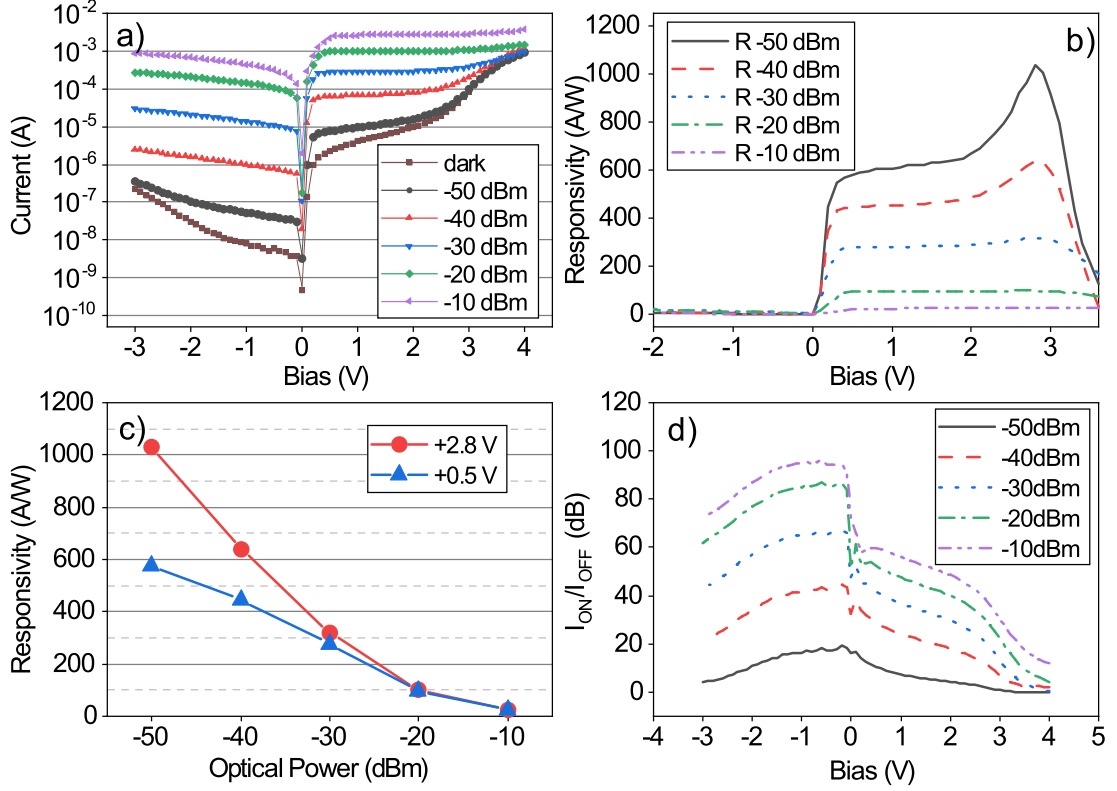 a)
Current (A)
10-2
10-3
10-4
10-5
10-6
10-7
10-8
10-9
10-10
dark
-50 dBm
-40 dBm
-30 dBm
-20 dBm
-10 dBm
-3 -2 -1 0 1 2 3 4
Bias (V)
b)
Responsivity (A/W)
1200
1000
800
600
400
200
0
R -50 dBm
R -40 dBm
R -30 dBm
R -20 dBm
R -10 dBm
-2 -1 0 1 2 3
Bias (V)
c)
Responsivity (A/W)
1200
1000
800
600
400
200
0
+2.8 V
+0.5 V
-50 -40 -30 -20 -10
Optical Power (dBm)
d)
ION/IOFF (dB)
120
100
80
60
40
20
0
-50dBm
-40dBm
-30dBm
-20dBm
-10dBm
-4 -3 -2 -1 0 1 2 3 4 5
Bias (V)